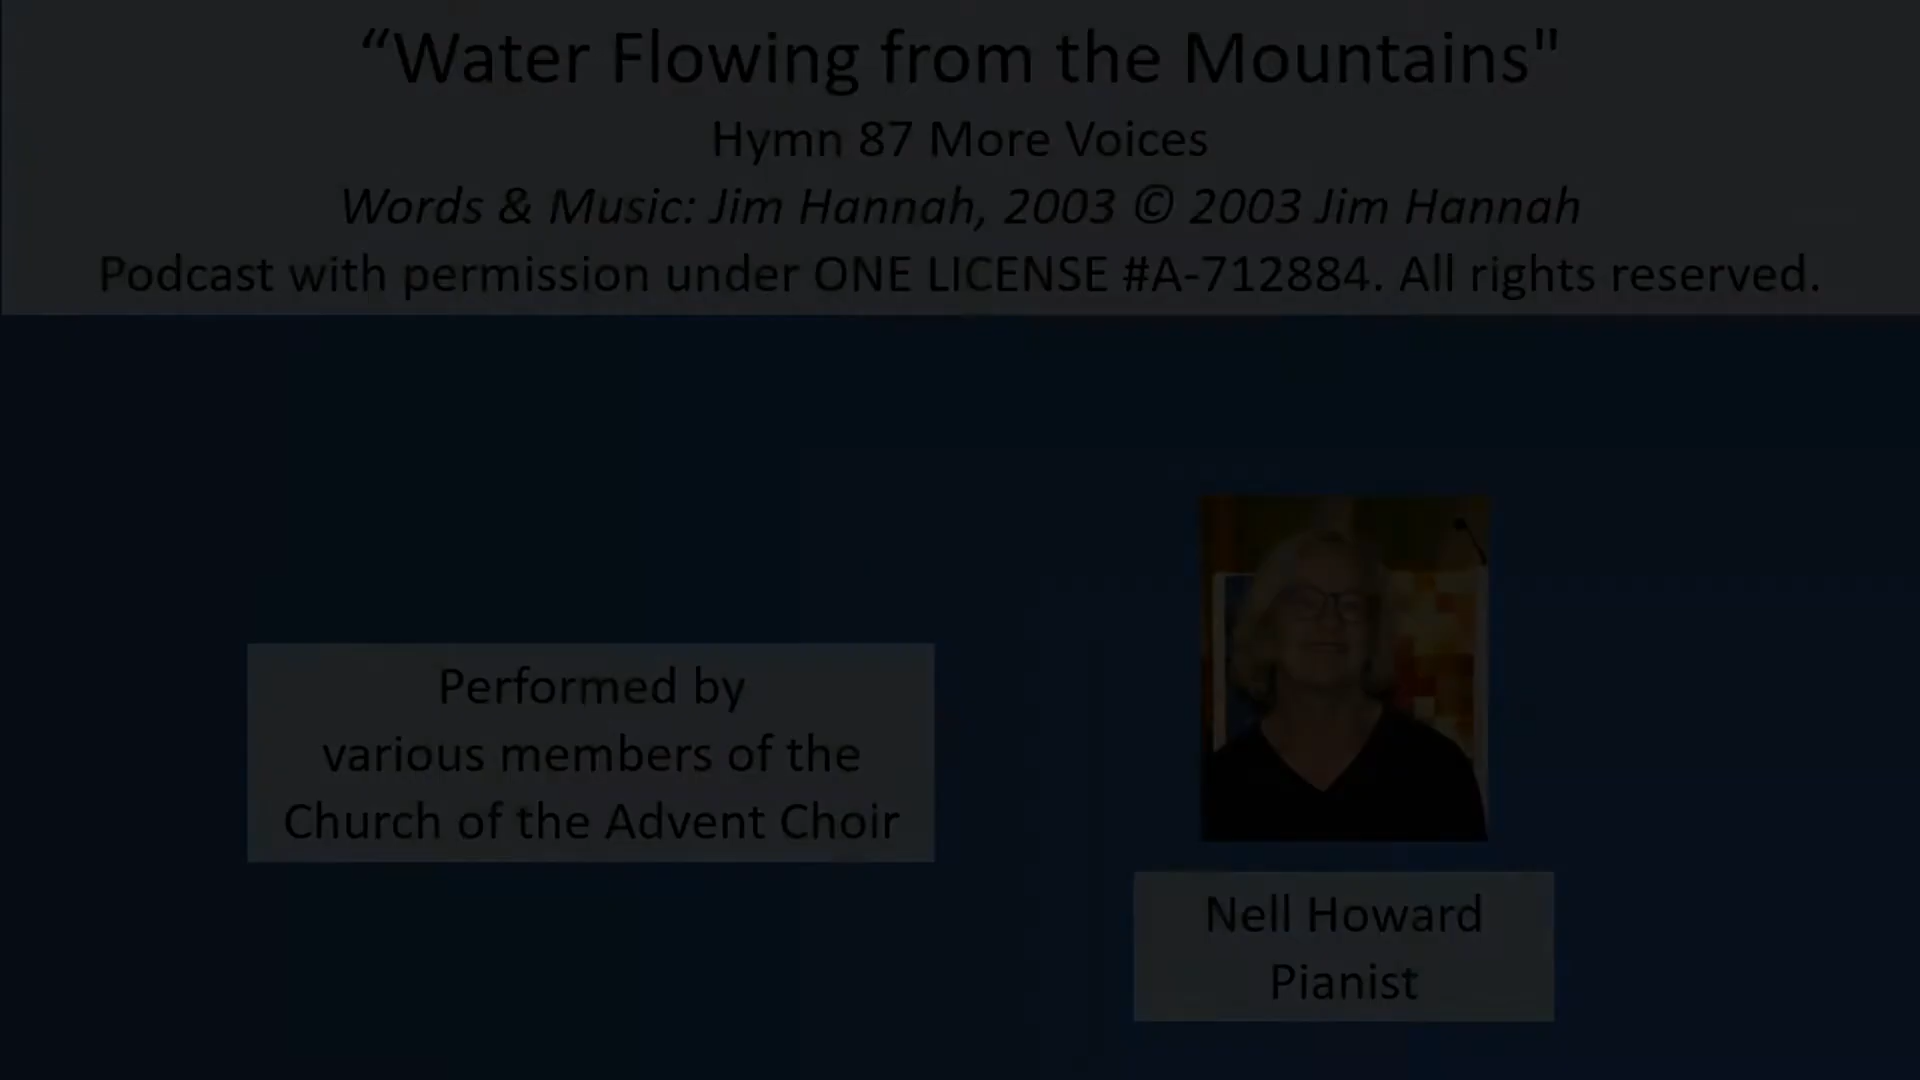 “Water Flowing from the Mountains"
Hymn 87 More Voices
Words & Music: Jim Hannah, 2003 © 2003 Jim Hannah
Podcast with permission under ONE LICENSE #A-712884. All rights reserved.
Performed by
various members of the
Church of the Advent Choir
Nell Howard
Pianist